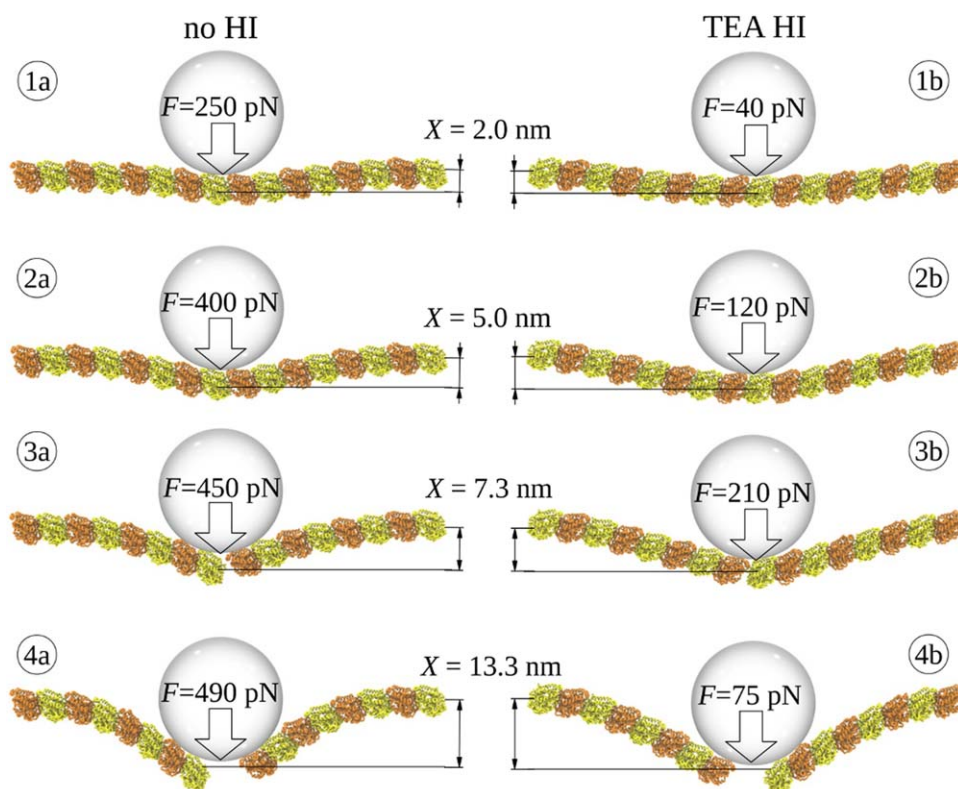 no HI TEA HI
1a F=250 pN X = 2.0 nm F=40 pN 1b
2a F=400 pN X = 5.0 nm F=120 pN 2b
3a F=450 pN X = 7.3 nm F=210 pN 3b
4a F=490 pN X = 13.3 nm F=75 pN 4b